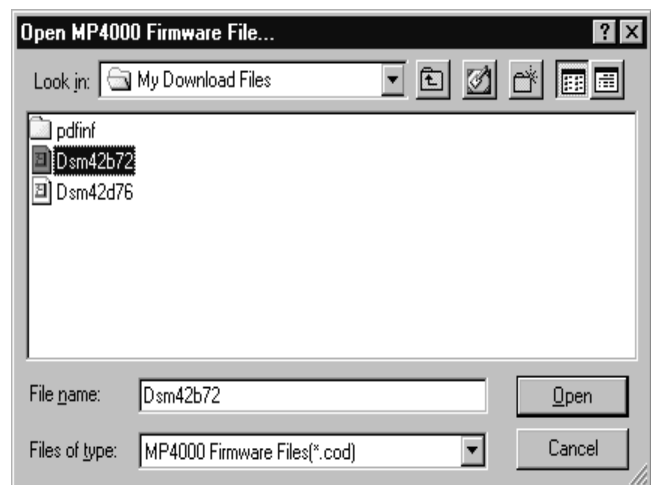 Open MP4000 Firmware File...
Look in: My Download Files
pdfinf
Dsm42b72
Dsm42d76
File name: Dsm42b72 Open
Files of type: MP4000 Firmware Files(*.cod) Cancel